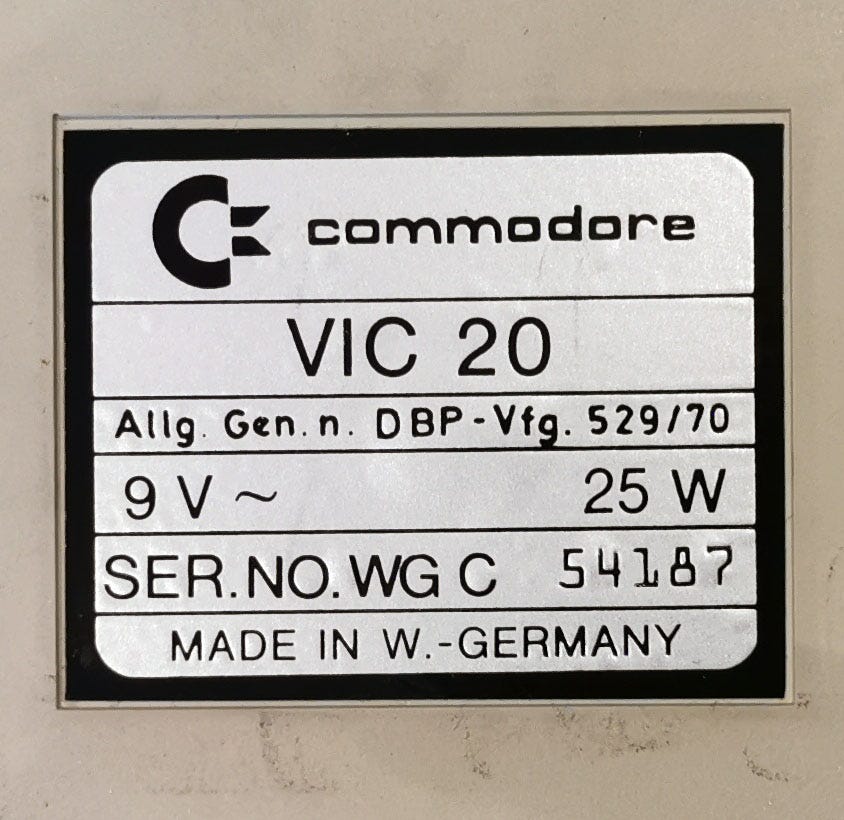 commodore
VIC 20
Allg. Gen. n. DBP-Vfg. 529/70
9 V ~ 25 W
SER.NO. WG C 54187
MADE IN W.-GERMANY